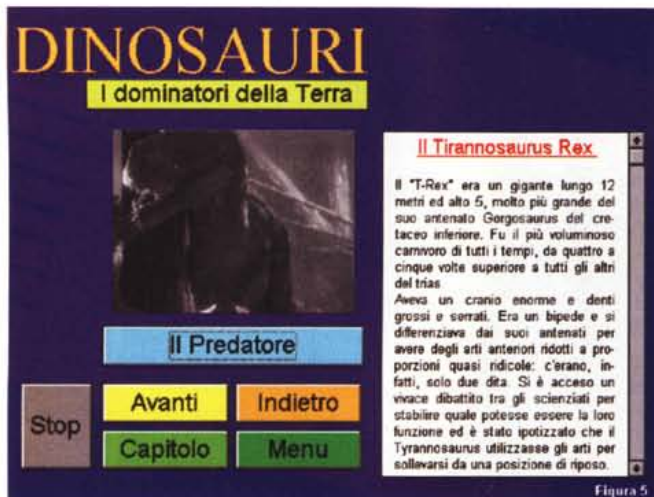 DINOSAURI
I dominatori della Terra
Il Tirannosaurus Rex
Il "T-Rex" era un gigante lungo 12
metri ed alto 5, molto più grande del
suo antenato Gorgosaurus del cre-
taceo inferiore. Fu il più voluminoso
carnivoro di tutti i tempi, da quattro a
cinque volte superiore a tutti gli altri
del trias
Aveva un cranio enorme e denti
grossi e serrati. Era un bipede e si
differenziava dai suoi antenati per
avere degli arti anteriori ridotti a pro-
porzioni quasi ridicole: c'erano, in-
fatti, solo due dita. Si è acceso un
vivace dibattito tra gli scienziati per
stabilire quale potesse essere la loro
funzione ed è stato ipotizzato che il
Tyrannosaurus utilizzasse gli arti per
sollevarsi da una posizione di riposo.
Il Predatore
Stop
Avanti
Indietro
Capitolo
Menu
Figura 5